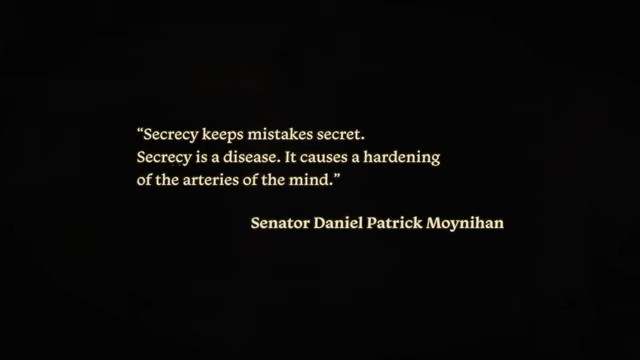 “Secrecy keeps mistakes secret.
Secrecy is a disease. It causes a hardening
of the arteries of the mind.”
Senator Daniel Patrick Moynihan